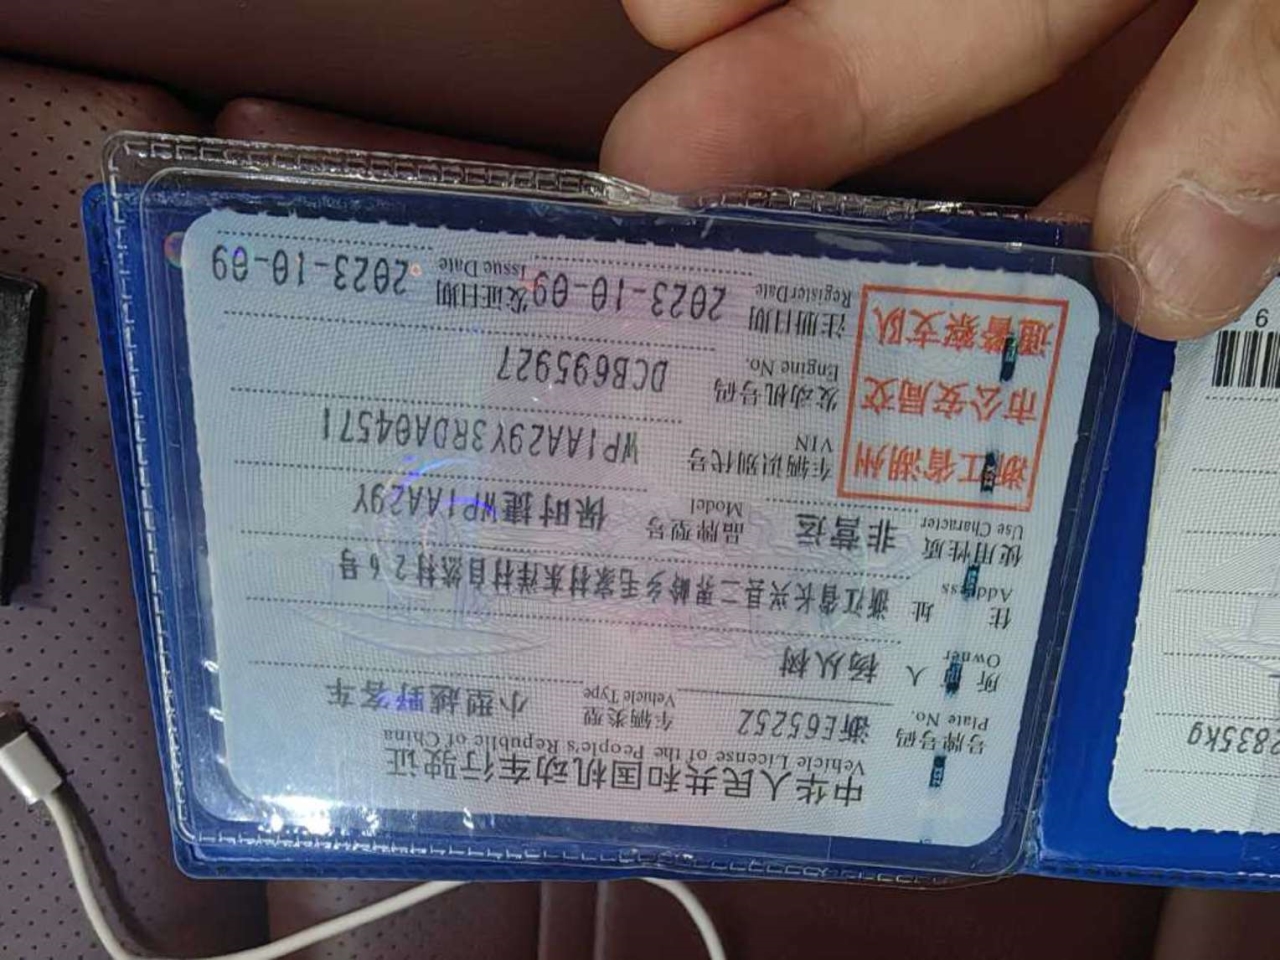 中华人民共和国机动车行驶证
Vehicle License of the People's Republic of China
号牌号码 浙E65252 车辆类型 小型越野客车
Plate No. Vehicle Type
所有人 杨从树
Owner
住址 浙江省长兴县二界岭乡毛家村东洋村自然村26号
Address
使用性质 非营运 品牌型号 保时捷WP1AA29Y
Use Character Model
浙江省湖州
市公安局交
通警察支队
车辆识别代号 WP1AA29Y3RDA04571
VIN
发动机号码 DCB695927
Engine No.
注册日期 2023-10-09 发证日期 2023-10-09
Register Date Issue Date
2835kg